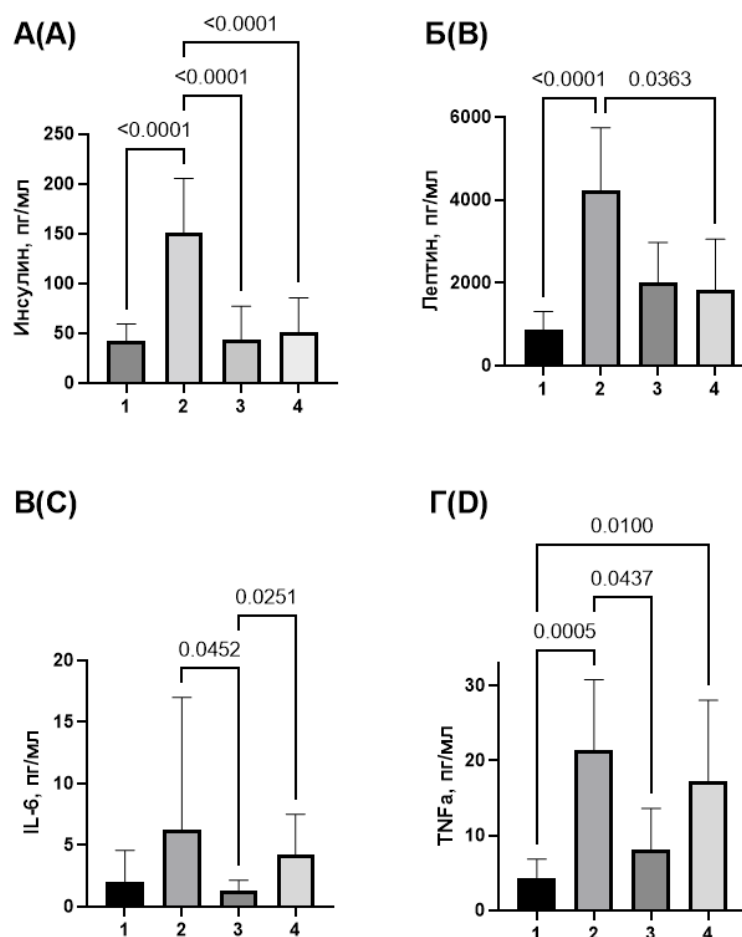 А(A)
<0.0001
<0.0001
<0.0001
Инсулин, пг/мл
250
200
150
100
50
0
1 2 3 4
Б(B)
<0.0001 0.0363
Лептин, пг/мл
6000
4000
2000
0
1 2 3 4
В(C)
0.0251
0.0452
IL-6, пг/мл
20
15
10
5
0
1 2 3 4
Г(D)
0.0100
0.0437
0.0005
TNFa, пг/мл
30
20
10
0
1 2 3 4